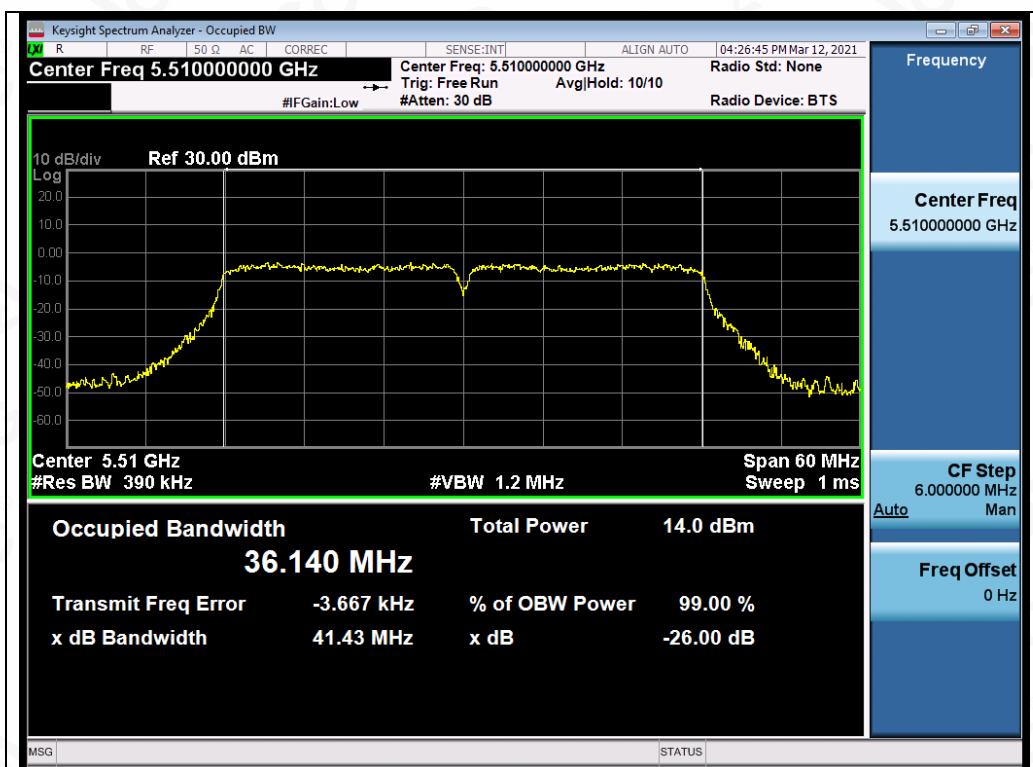 Keysight Spectrum Analyzer - Occupied BW
LXI R RF 50 Ω AC CORREC SENSE:INT ALIGN AUTO 04:26:45 PM Mar 12, 2021
Center Freq 5.510000000 GHz
Center Freq: 5.510000000 GHz Radio Std: None
Trig: Free Run Avg|Hold: 10/10
#IFGain:Low #Atten: 30 dB Radio Device: BTS
10 dB/div Ref 30.00 dBm
Log
20.0
10.0
0.00
-10.0
-20.0
-30.0
-40.0
-50.0
-60.0
Center 5.51 GHz Span 60 MHz
#Res BW 390 kHz #VBW 1.2 MHz Sweep 1 ms
Occupied Bandwidth Total Power 14.0 dBm
36.140 MHz
Transmit Freq Error -3.667 kHz % of OBW Power 99.00 %
x dB Bandwidth 41.43 MHz x dB -26.00 dB
Frequency
Center Freq
5.510000000 GHz
CF Step
6.000000 MHz
Auto Man
Freq Offset
0 Hz
MSG STATUS